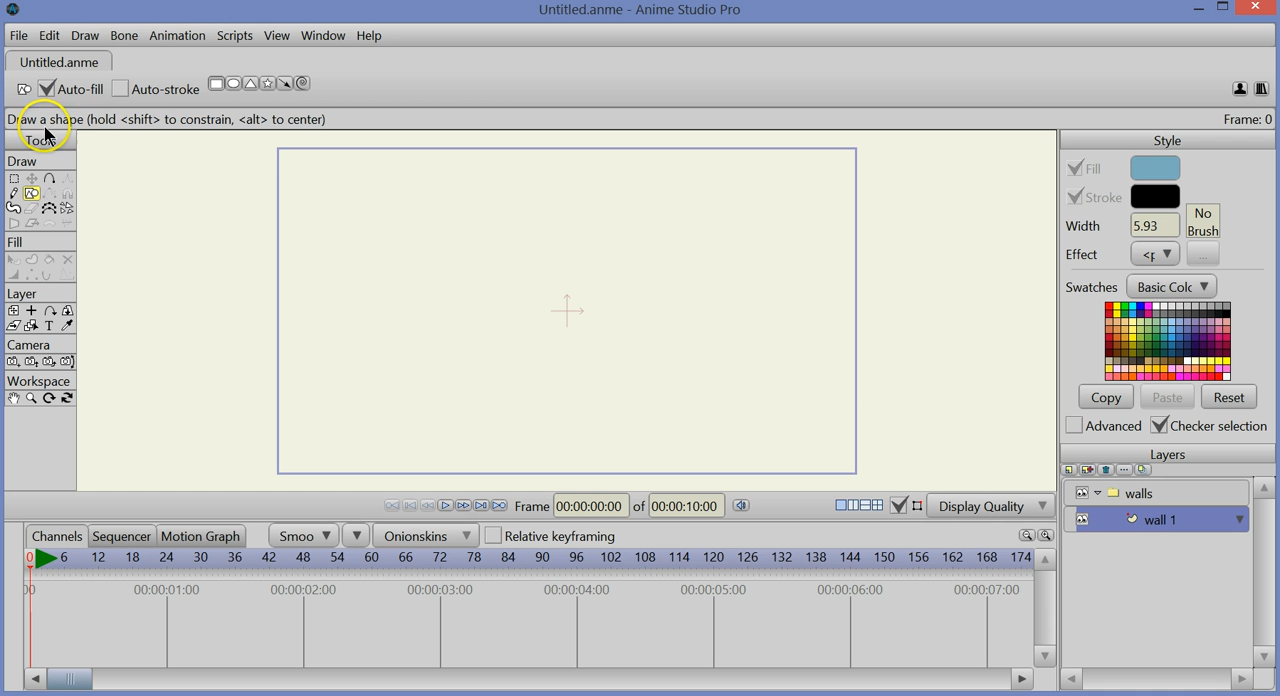 Untitled.anme - Anime Studio Pro
File Edit Draw Bone Animation Scripts View Window Help
Untitled.anme
Auto-fill Auto-stroke
Draw a shape (hold <shift> to constrain, <alt> to center) Frame: 0
Tools
Draw
Fill
Layer
Camera
Workspace
Style
Fill
Stroke
Width 5.93 No Brush
Effect <p ...
Swatches Basic Colc
Copy Paste Reset
Advanced Checker selection
Layers
walls
wall 1
Frame 00:00:00:00 of 00:00:10:00 Display Quality
Channels Sequencer Motion Graph Smoo Onionskins Relative keyframing
0 6 12 18 24 30 36 42 48 54 60 66 72 78 84 90 96 102 108 114 120 126 132 138 144 150 156 162 168 174
00 00:00:01:00 00:00:02:00 00:00:03:00 00:00:04:00 00:00:05:00 00:00:06:00 00:00:07:00